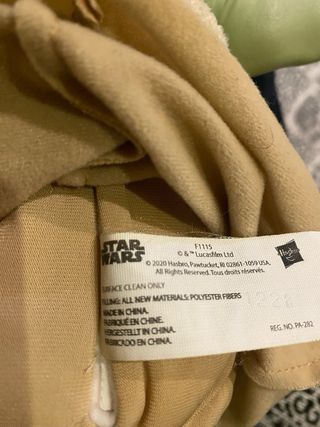 STAR
WARS
F1115
© & ™ Lucasfilm Ltd
© 2020 Hasbro, Pawtucket, RI 02861-1059 USA.
All Rights Reserved. Tous droits réservés.
Hasbro
SURFACE CLEAN ONLY
FILLING: ALL NEW MATERIALS: POLYESTER FIBERS
MADE IN CHINA.
FABRIQUÉ EN CHINE.
HERGESTELLT IN CHINA.
FABRICADO EN CHINA.
REG. NO. PA-282